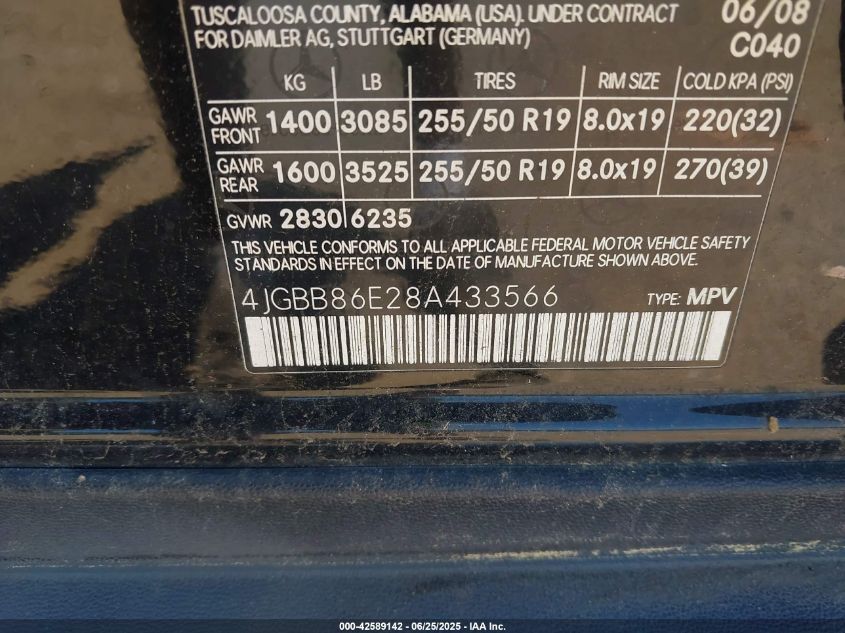 TUSCALOOSA COUNTY, ALABAMA (USA). UNDER CONTRACT 06/08
FOR DAIMLER AG, STUTTGART (GERMANY) C040
KG LB TIRES RIM SIZE COLD KPA (PSI)
GAWR FRONT 1400 3085 255/50 R19 8.0x19 220(32)
GAWR REAR 1600 3525 255/50 R19 8.0x19 270(39)
GVWR 2830 6235
THIS VEHICLE CONFORMS TO ALL APPLICABLE FEDERAL MOTOR VEHICLE SAFETY
STANDARDS IN EFFECT ON THE DATE OF MANUFACTURE SHOWN ABOVE.
4JGBB86E28A433566 TYPE: MPV
000-42589142 - 06/25/2025 - IAA Inc.